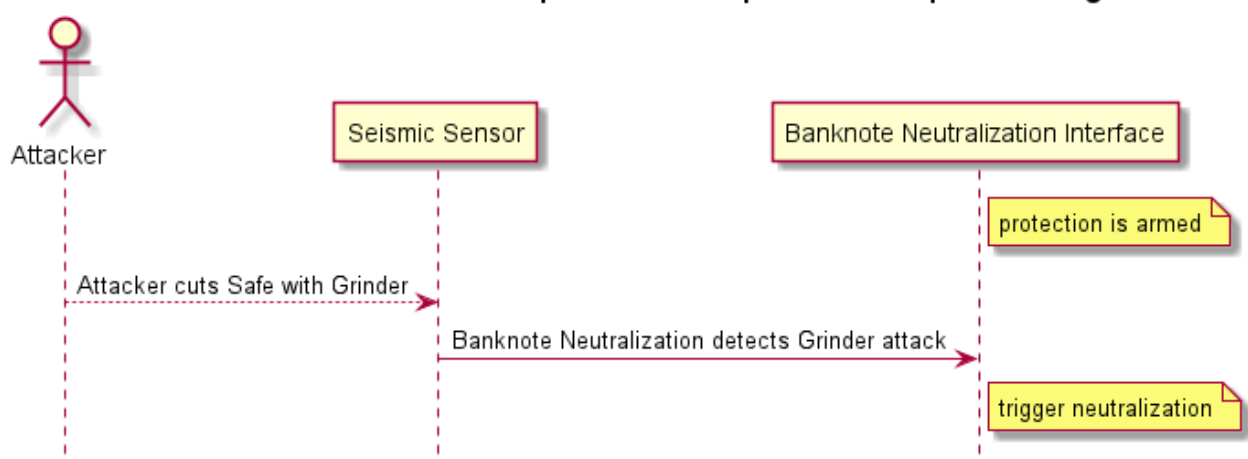 Attacker
Seismic Sensor
Banknote Neutralization Interface
protection is armed
Attacker cuts Safe with Grinder
Banknote Neutralization detects Grinder attack
trigger neutralization